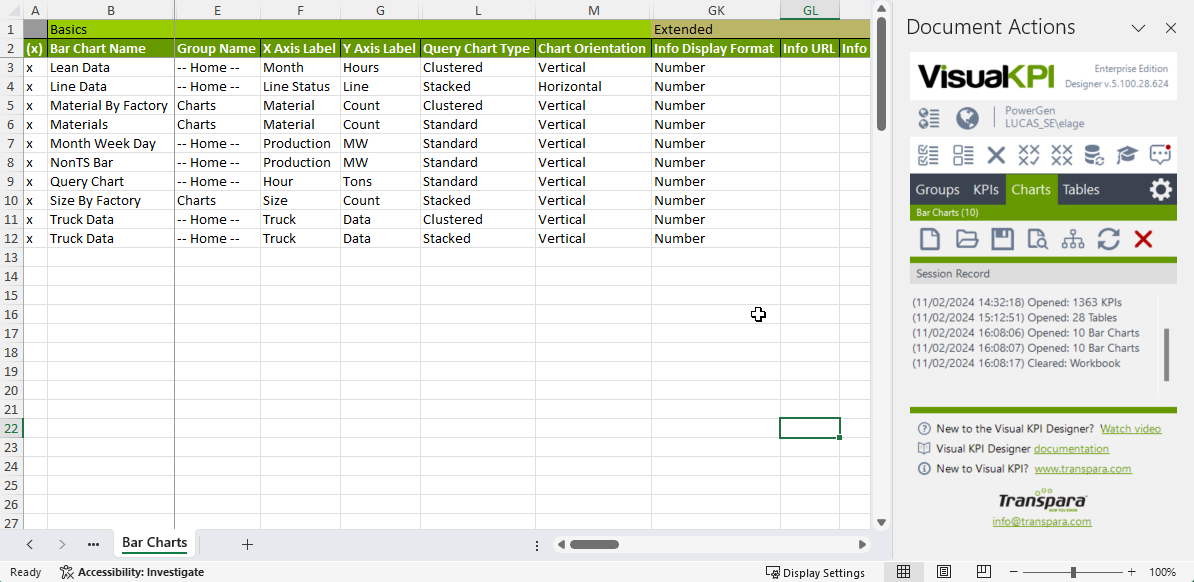 A B E F G L M GK GL
1 Basics Extended
2 (x) Bar Chart Name Group Name X Axis Label Y Axis Label Query Chart Type Chart Orientation Info Display Format Info URL Info
3 x Lean Data -- Home -- Month Hours Clustered Vertical Number
4 x Line Data -- Home -- Line Status Line Stacked Horizontal Number
5 x Material By Factory Charts Material Count Clustered Vertical Number
6 x Materials Charts Material Count Standard Vertical Number
7 x Month Week Day -- Home -- Production MW Standard Vertical Number
8 x NonTS Bar -- Home -- Production MW Standard Vertical Number
9 x Query Chart -- Home -- Hour Tons Standard Vertical Number
10 x Size By Factory Charts Size Count Stacked Vertical Number
11 x Truck Data -- Home -- Truck Data Clustered Vertical Number
12 x Truck Data -- Home -- Truck Data Stacked Vertical Number
13
14
15
16
17
18
19
20
21
22
23
24
25
26
27
Bar Charts
Ready Accessibility: Investigate Display Settings 100%
Document Actions
VisualKPI Enterprise Edition
Designer v.5.100.28.624
PowerGen
LUCAS_SE\elage
Groups KPIs Charts Tables
Bar Charts (10)
Session Record
(11/02/2024 14:32:18) Opened: 1363 KPIs
(11/02/2024 15:12:51) Opened: 28 Tables
(11/02/2024 16:08:06) Opened: 10 Bar Charts
(11/02/2024 16:08:07) Opened: 10 Bar Charts
(11/02/2024 16:08:17) Cleared: Workbook
New to the Visual KPI Designer? Watch video
Visual KPI Designer documentation
New to Visual KPI? www.transpara.com
Transpara
info@transpara.com